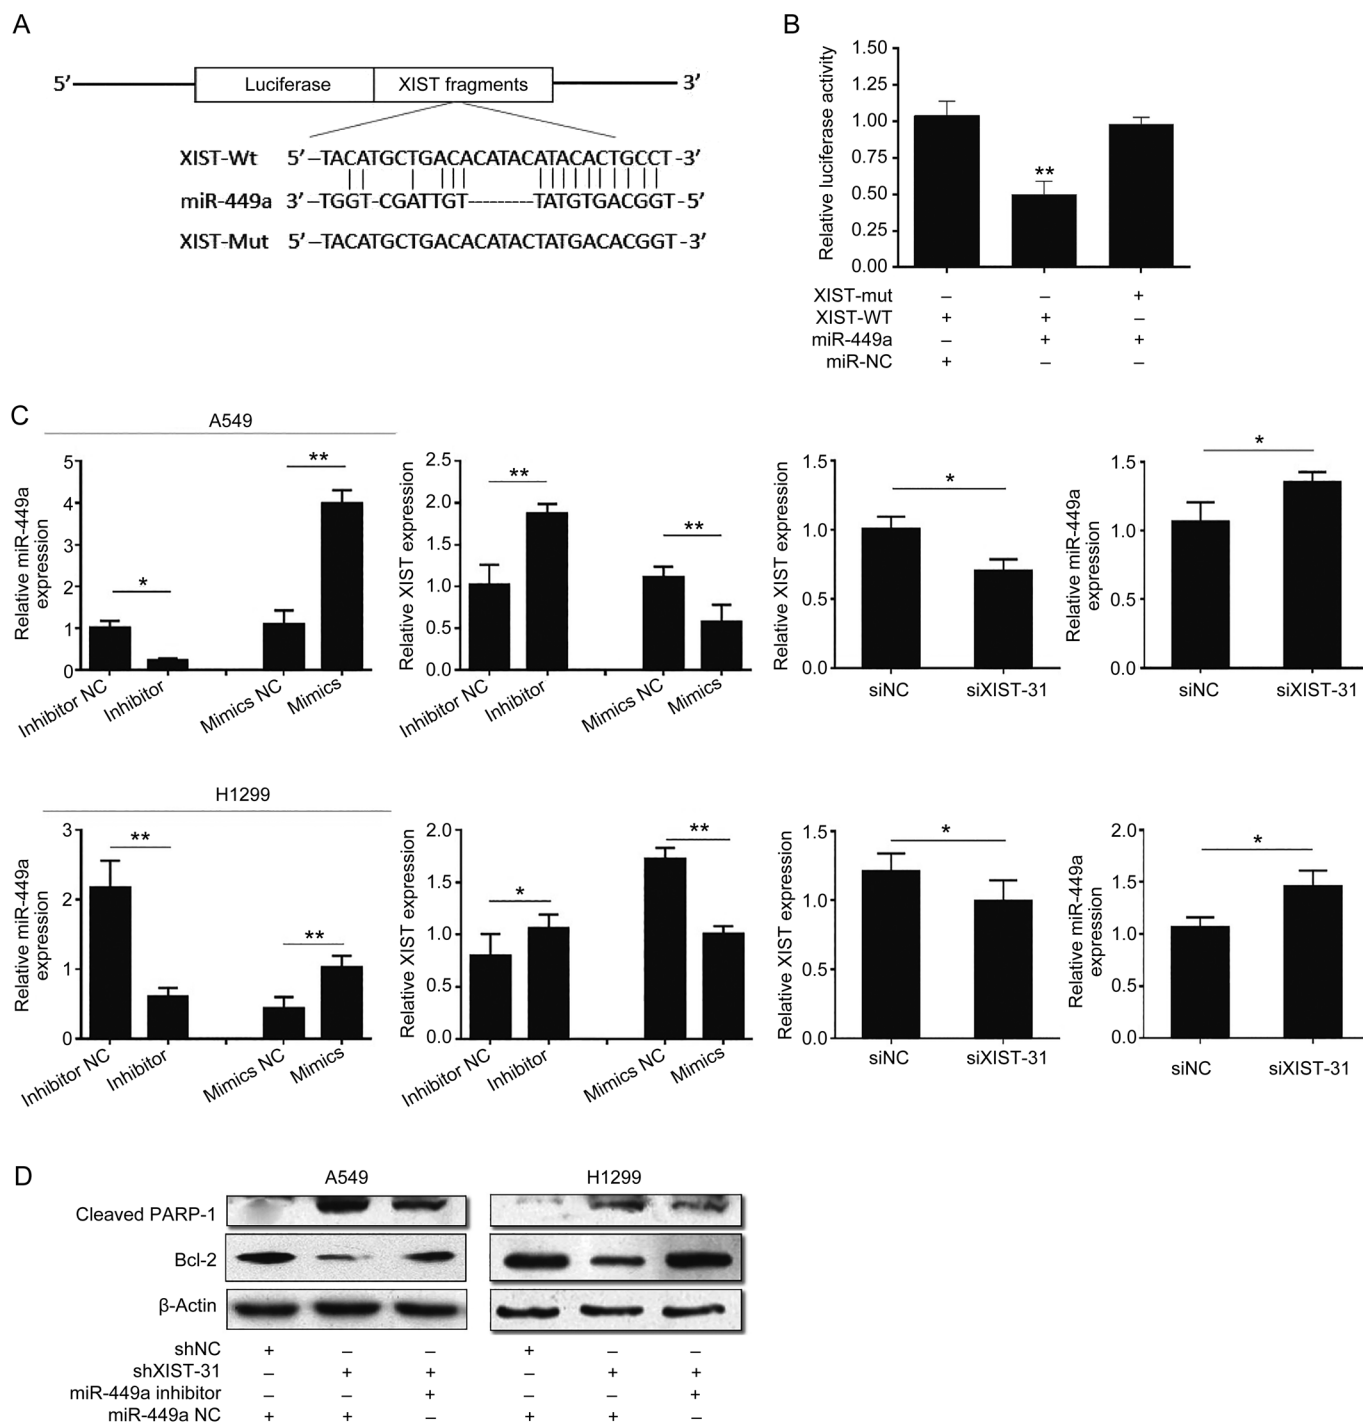 A
5′ Luciferase XIST fragments 3′
XIST-Wt 5′–TACATGCTGACACATACATACACTGCCT-3′
miR-449a 3′–TGGT-CGATTGT---------TATGTGACGGT-5′
XIST-Mut 5′–TACATGCTGACACATACTATGACACGGT-3′
B
Relative luciferase activity
1.50
1.25
1.00
0.75
0.50
0.25
0.00
**
XIST-mut – – +
XIST-WT + + –
miR-449a – + +
miR-NC + – –
C
A549
Relative miR-449a expression
5
4
3
2
1
0
*
**
Inhibitor NC
Inhibitor
Mimics NC
Mimics
Relative XIST expression
2.5
2.0
1.5
1.0
0.5
0.0
**
**
Inhibitor NC
Inhibitor
Mimics NC
Mimics
Relative XIST expression
1.5
1.0
0.5
0.0
*
siNC siXIST-31
Relative miR-449a expression
1.5
1.0
0.5
0.0
*
siNC siXIST-31
H1299
Relative miR-449a expression
3
2
1
0
**
**
Inhibitor NC
Inhibitor
Mimics NC
Mimics
Relative XIST expression
2.0
1.5
1.0
0.5
0.0
*
**
Inhibitor NC
Inhibitor
Mimics NC
Mimics
Relative XIST expression
1.5
1.0
0.5
0.0
*
siNC siXIST-31
Relative miR-449a expression
2.0
1.5
1.0
0.5
0.0
*
siNC siXIST-31
D
A549 H1299
Cleaved PARP-1
Bcl-2
β-Actin
shNC + – – + – –
shXIST-31 – + + – + +
miR-449a inhibitor – – + – – +
miR-449a NC + + – + + –